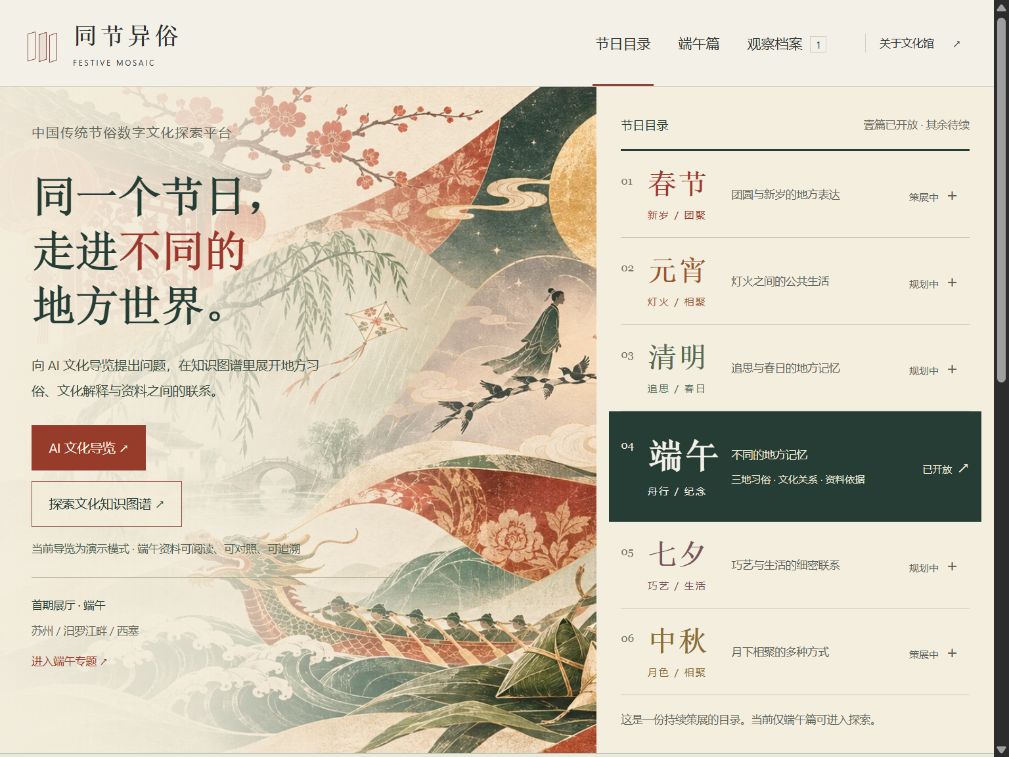 同节异俗
FESTIVE MOSAIC
节日目录
端午篇
观察档案 1
关于文化馆 ↗
中国传统节俗数字文化探索平台
同一个节日，
走进不同的
地方世界。
向 AI 文化导览提出问题，在知识图谱里展开地方习
俗、文化解释与资料之间的联系。
AI 文化导览 ↗
探索文化知识图谱 ↗
当前导览为演示模式 · 端午资料可阅读、可对照、可追溯
首期展厅 · 端午
苏州 / 汨罗江畔 / 西塞
进入端午专题 ↗
节日目录
壹篇已开放 · 其余待续
01 春节 团圆与新岁的地方表达 策展中 +
新岁 / 团聚
02 元宵 灯火之间的公共生活 规划中 +
灯火 / 相聚
03 清明 追思与春日的地方记忆 规划中 +
追思 / 春日
04 端午 不同的地方记忆 已开放 ↗
三地习俗 · 文化关系 · 资料依据
舟行 / 纪念
05 七夕 巧艺与生活的细密联系 规划中 +
巧艺 / 生活
06 中秋 月下相聚的多种方式 策展中 +
月色 / 相聚
这是一份持续策展的目录。当前仅端午篇可进入探索。